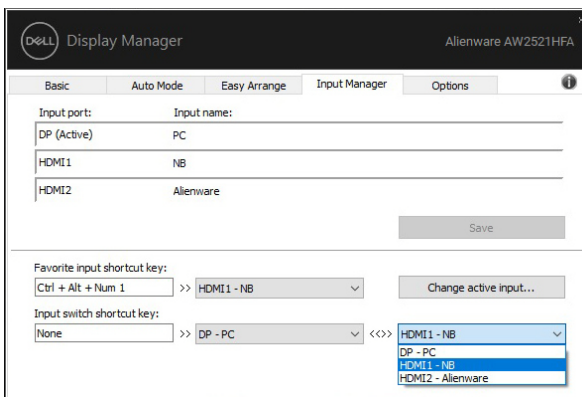 DELL Display Manager Alienware AW2521HFA
Basic Auto Mode Easy Arrange Input Manager Options i
Input port: Input name:
DP (Active) PC
HDMI1 NB
HDMI2 Alienware
Save
Favorite input shortcut key:
Ctrl + Alt + Num 1 >> HDMI1 - NB Change active input...
Input switch shortcut key:
None >> DP - PC <<>> HDMI1 - NB
DP - PC
HDMI1 - NB
HDMI2 - Alienware